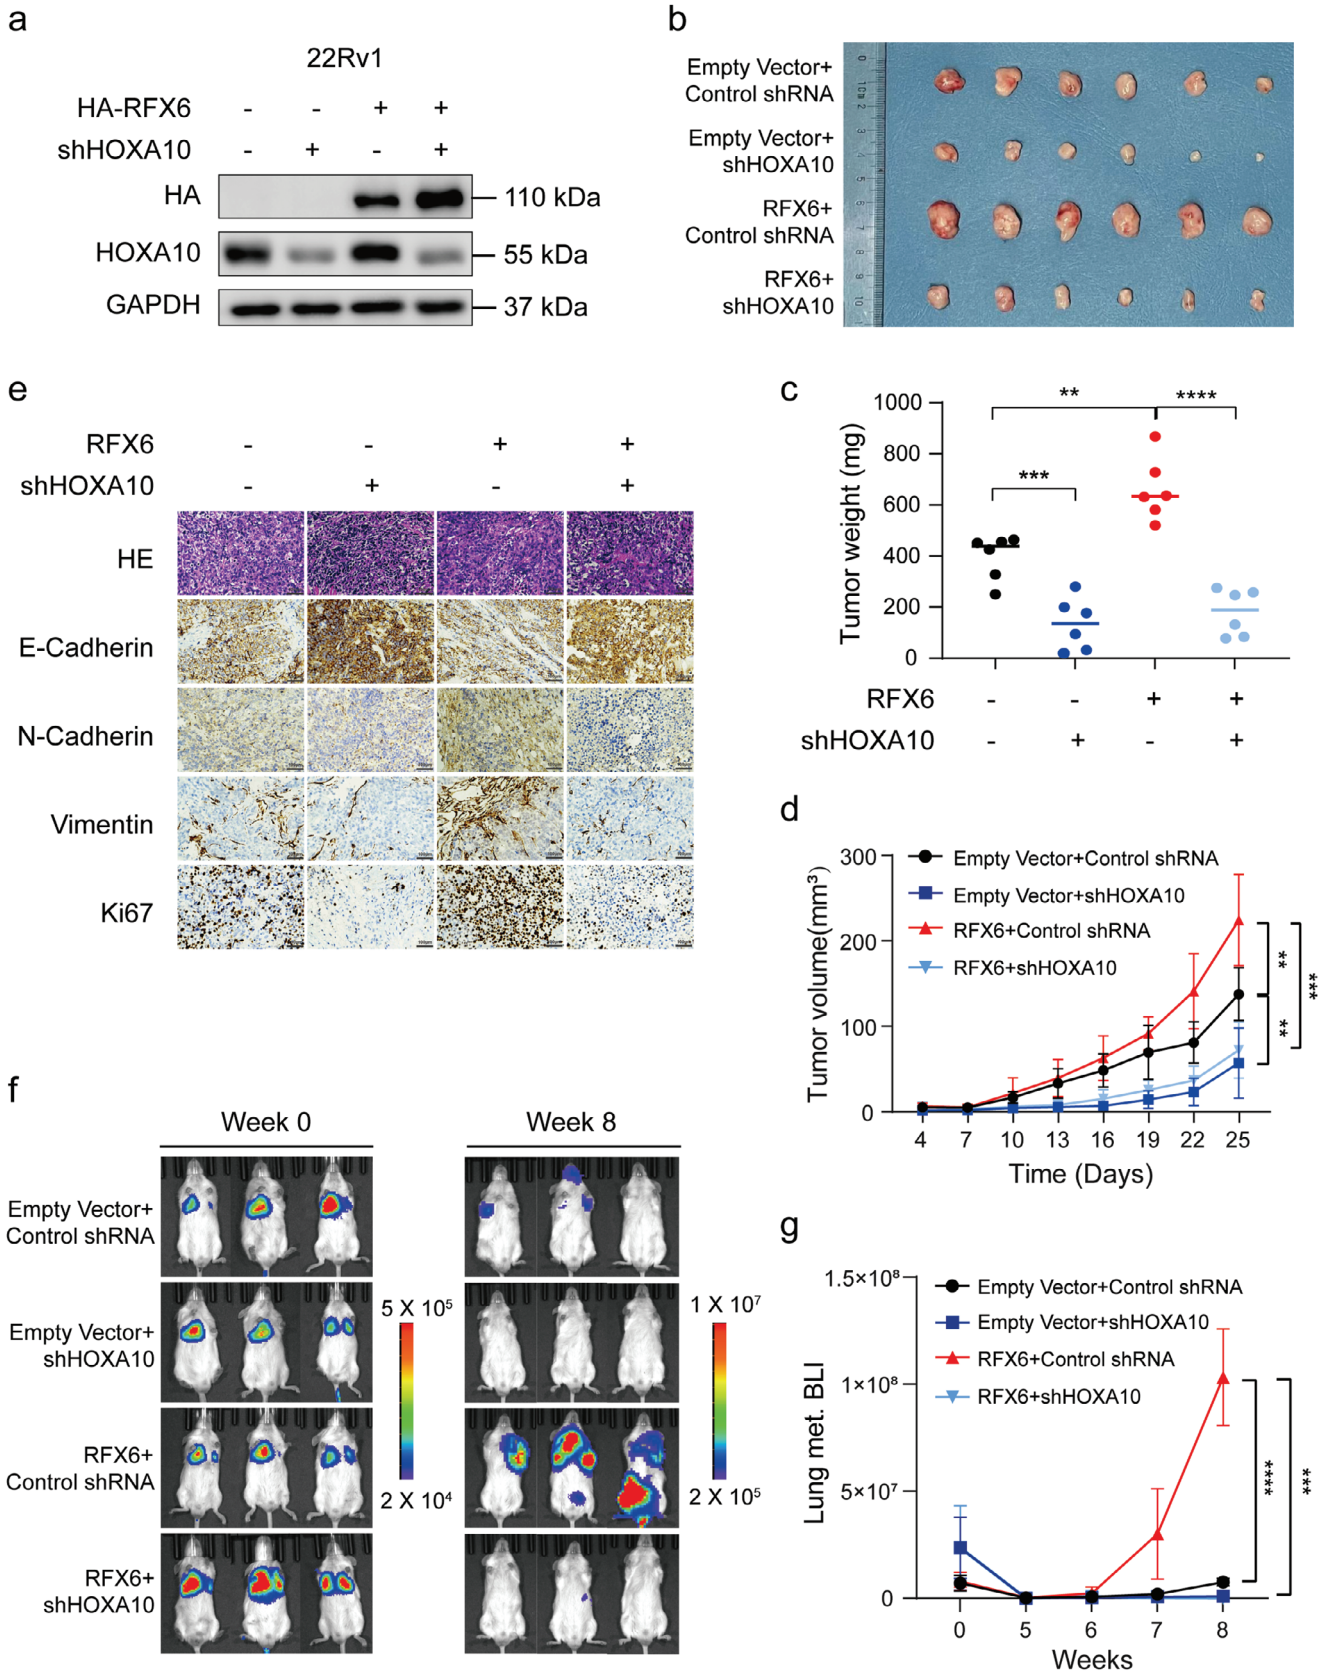 a
22Rv1
HA-RFX6 - - + +
shHOXA10 - + - +
HA 110 kDa
HOXA10 55 kDa
GAPDH 37 kDa
b
Empty Vector+
Control shRNA
Empty Vector+
shHOXA10
RFX6+
Control shRNA
RFX6+
shHOXA10
e
RFX6 - - + +
shHOXA10 - + - +
HE
E-Cadherin
N-Cadherin
Vimentin
Ki67
c
Tumor weight (mg)
1000
800
600
400
200
0
** ****
***
RFX6 - - + +
shHOXA10 - + - +
d
Tumor volume(mm³)
300
200
100
0
Empty Vector+Control shRNA
Empty Vector+shHOXA10
RFX6+Control shRNA
RFX6+shHOXA10
**
**
***
4 7 10 13 16 19 22 25
Time (Days)
f
Week 0 Week 8
Empty Vector+
Control shRNA
Empty Vector+
shHOXA10
RFX6+
Control shRNA
RFX6+
shHOXA10
5 X 10⁵
2 X 10⁴
1 X 10⁷
2 X 10⁵
g
Lung met. BLI
1.5×10⁸
1×10⁸
5×10⁷
0
Empty Vector+Control shRNA
Empty Vector+shHOXA10
RFX6+Control shRNA
RFX6+shHOXA10
****
***
0 5 6 7 8
Weeks